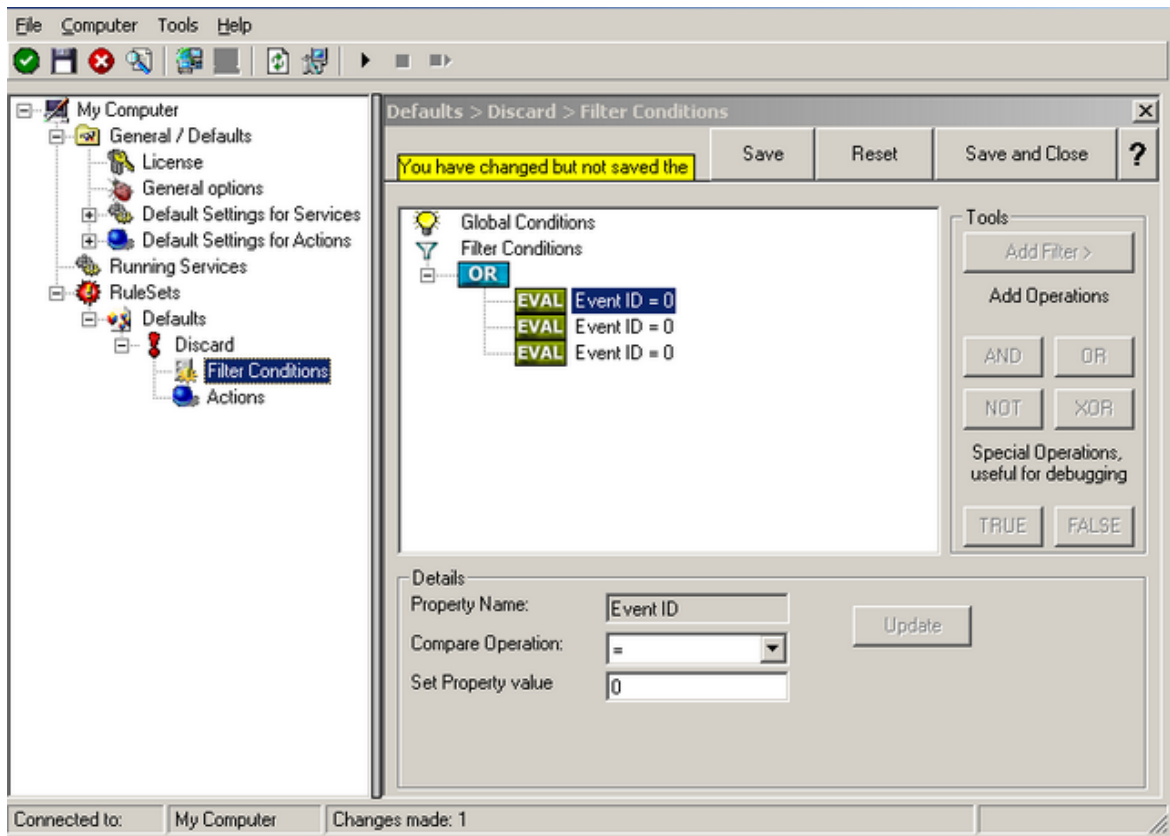 File Computer Tools Help
My Computer
General / Defaults
License
General options
Default Settings for Services
Default Settings for Actions
Running Services
RuleSets
Defaults
Discard
Filter Conditions
Actions
Defaults > Discard > Filter Conditions
You have changed but not saved the
Save
Reset
Save and Close
?
Global Conditions
Filter Conditions
OR
EVAL Event ID = 0
EVAL Event ID = 0
EVAL Event ID = 0
Tools
Add Filter >
Add Operations
AND OR
NOT XOR
Special Operations,
useful for debugging
TRUE FALSE
Details
Property Name: Event ID
Update
Compare Operation: =
Set Property value 0
Connected to: My Computer Changes made: 1